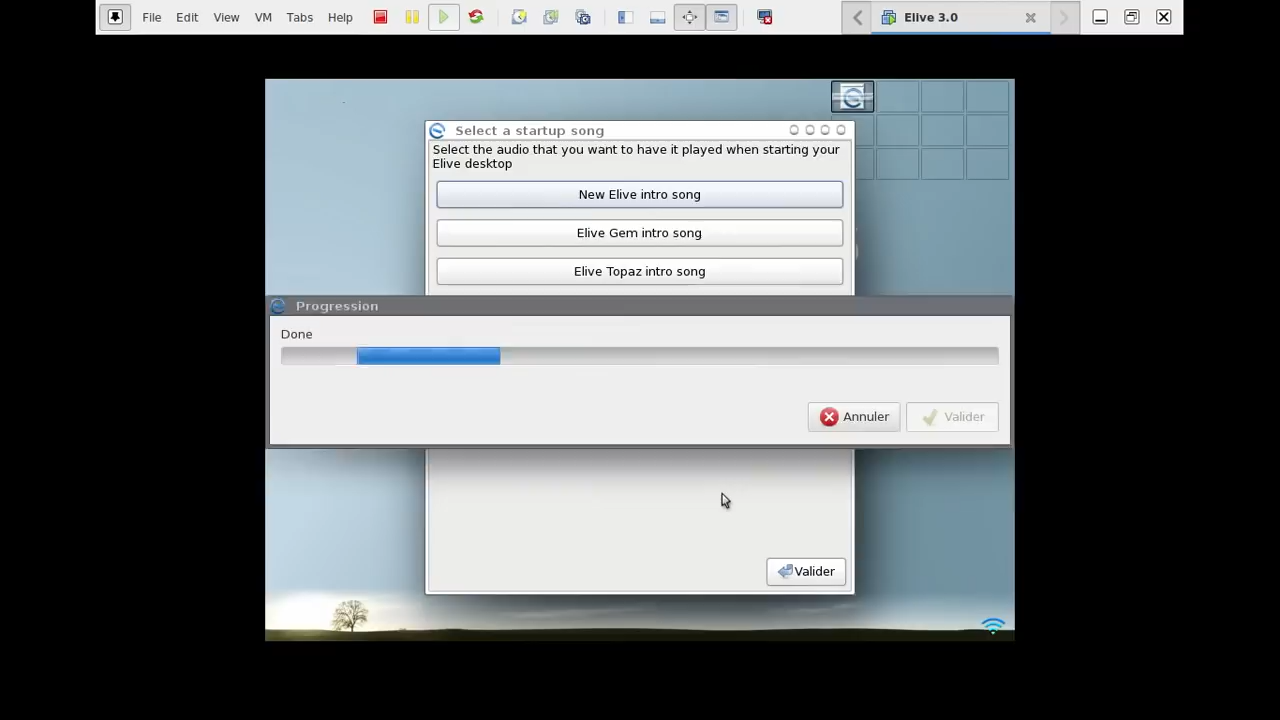 File Edit View VM Tabs Help
Elive 3.0
Select a startup song
Select the audio that you want to have it played when starting your
Elive desktop
New Elive intro song
Elive Gem intro song
Elive Topaz intro song
Progression
Done
Annuler
Valider
Valider